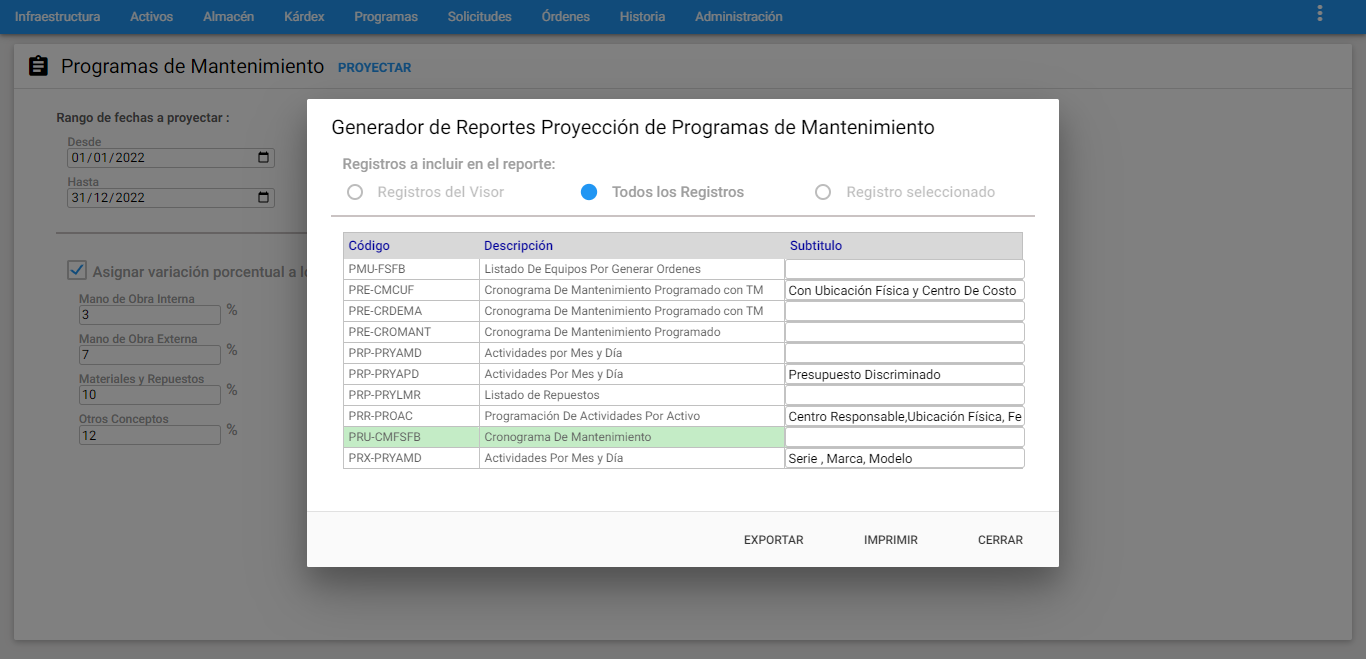 Infraestructura Activos Almacén Kárdex Programas Solicitudes Órdenes Historia Administración
Programas de Mantenimiento PROYECTAR
Rango de fechas a proyectar :
Desde
01/01/2022
Hasta
31/12/2022
Asignar variación porcentual a
Mano de Obra Interna
3 %
Mano de Obra Externa
7 %
Materiales y Repuestos
10 %
Otros Conceptos
12 %
Generador de Reportes Proyección de Programas de Mantenimiento
Registros a incluir en el reporte:
Registros del Visor Todos los Registros Registro seleccionado
Código Descripción Subtitulo
PMU-FSFB Listado De Equipos Por Generar Ordenes
PRE-CMCUF Cronograma De Mantenimiento Programado con TM Con Ubicación Física y Centro De Costo
PRE-CRDEMA Cronograma De Mantenimiento Programado con TM
PRE-CROMANT Cronograma De Mantenimiento Programado
PRP-PRYAMD Actividades por Mes y Día
PRP-PRYAPD Actividades Por Mes y Día Presupuesto Discriminado
PRP-PRYLMR Listado de Repuestos
PRR-PROAC Programación De Actividades Por Activo Centro Responsable,Ubicación Física, Fe
PRU-CMFSFB Cronograma De Mantenimiento
PRX-PRYAMD Actividades Por Mes y Día Serie , Marca, Modelo
EXPORTAR IMPRIMIR CERRAR